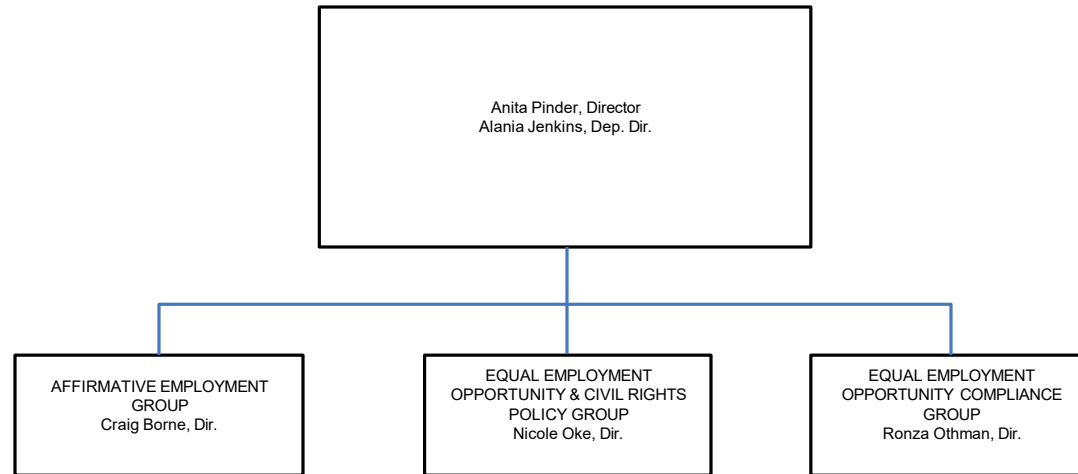 Anita Pinder, Director
Alania Jenkins, Dep. Dir.
AFFIRMATIVE EMPLOYMENT
GROUP
Craig Borne, Dir.
EQUAL EMPLOYMENT
OPPORTUNITY & CIVIL RIGHTS
POLICY GROUP
Nicole Oke, Dir.
EQUAL EMPLOYMENT
OPPORTUNITY COMPLIANCE
GROUP
Ronza Othman, Dir.